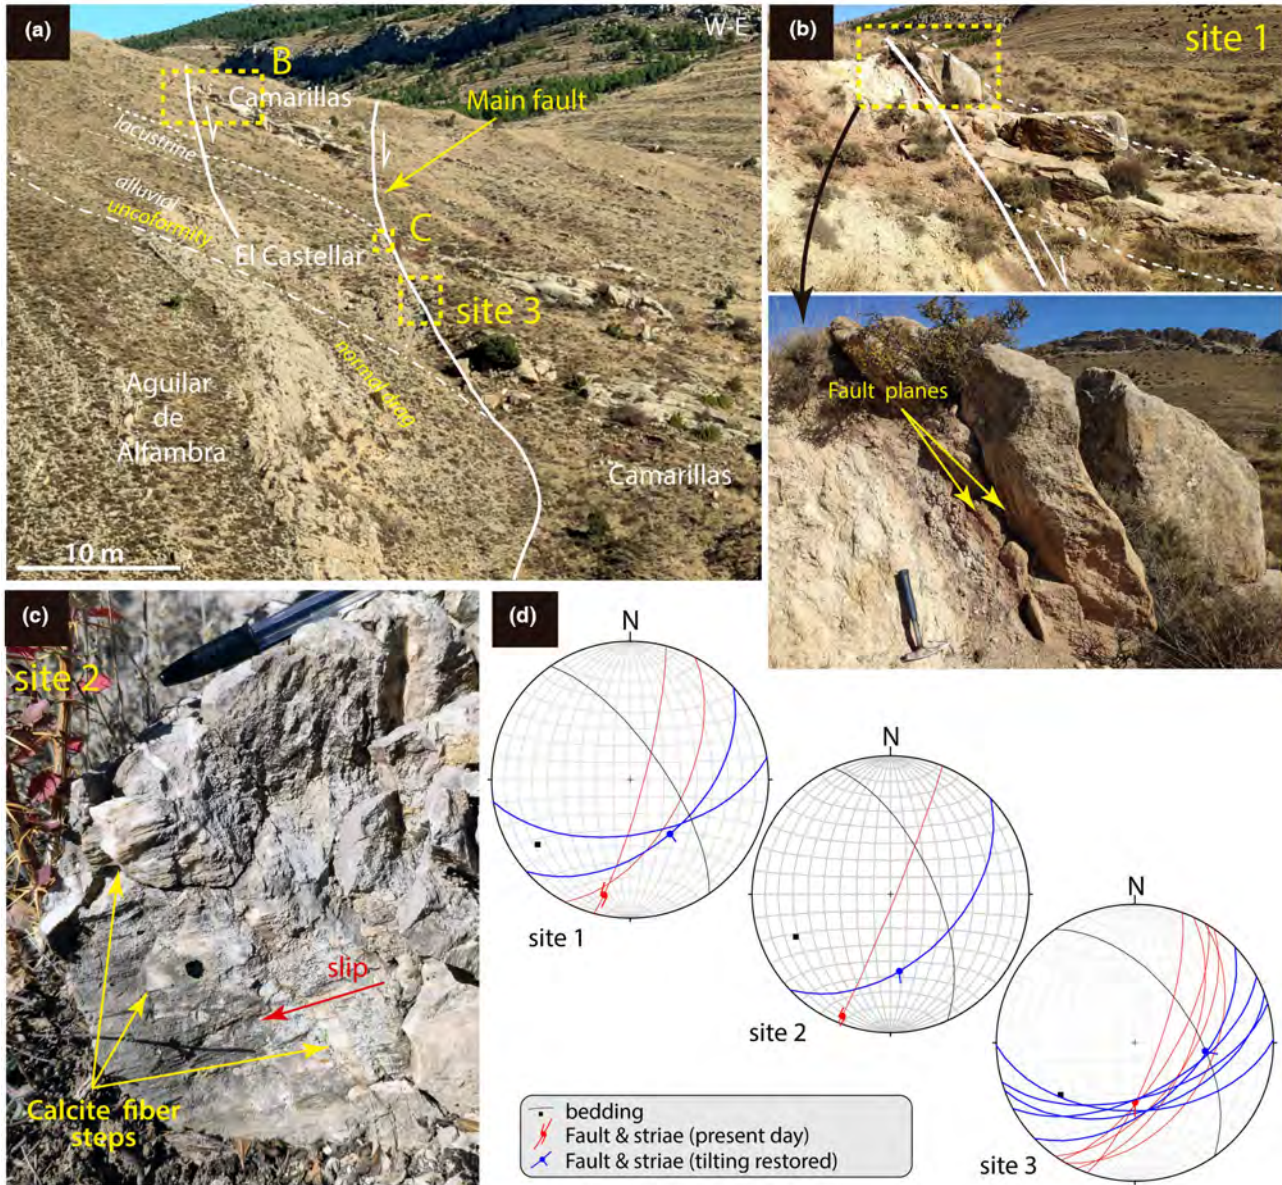 (a)
W-E
B
Camarillas
Main fault
lacustrine
alluvial
uncoformity
El Castellar
C
site 3
normal drag
Aguilar
de
Alfambra
Camarillas
10 m
(b)
site 1
Fault planes
(c)
site 2
slip
Calcite fiber
steps
(d)
N
site 1
N
site 2
N
site 3
bedding
Fault & striae (present day)
Fault & striae (tilting restored)